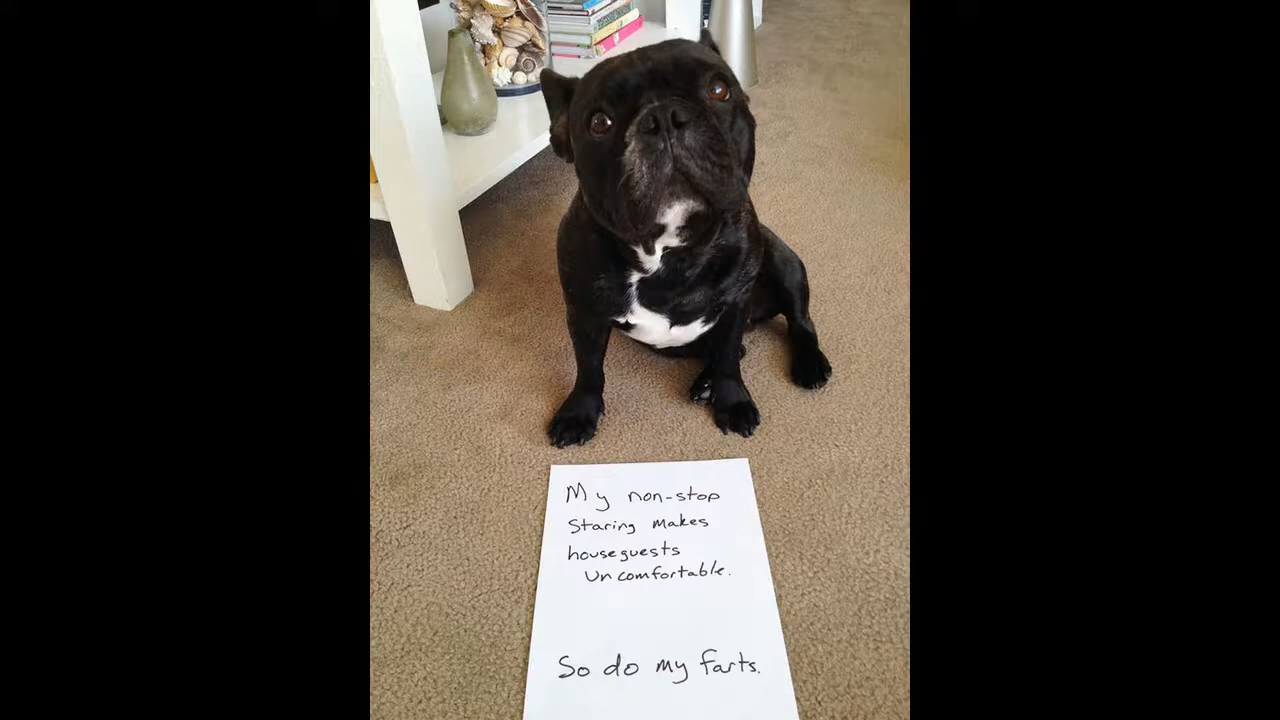 My non-stop
Staring makes
houseguests
Uncomfortable.
So do my farts.